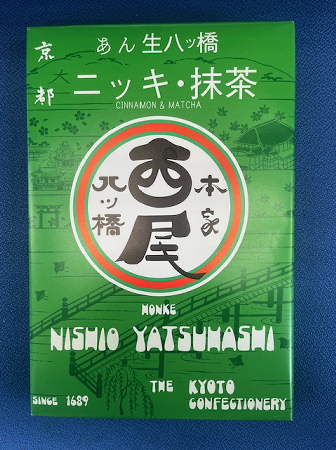 京都
あん生八ッ橋
大
ニッキ・抹茶
CINNAMON & MATCHA
本家
西尾
八ッ橋
HONKE
NISHIO YATSUHASHI
THE KYOTO
CONFECTIONERY
SINCE 1689